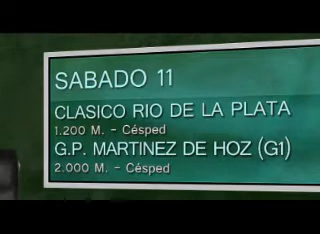 SABADO 11
CLASICO RIO DE LA PLATA
1.200 M. - Césped
G.P. MARTINEZ DE HOZ (G1)
2.000 M. - Césped